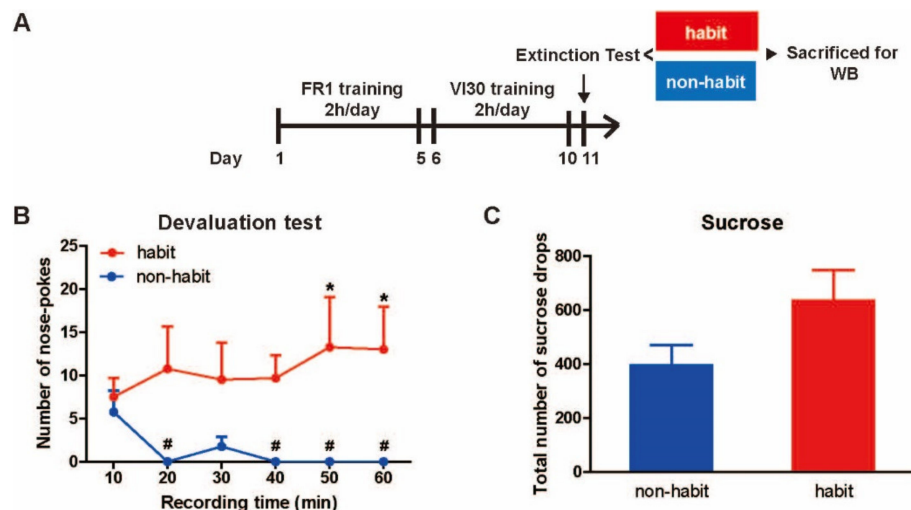 A
habit
Extinction Test
Sacrificed for
WB
non-habit
FR1 training
2h/day
VI30 training
2h/day
Day
1
5
6
10
11
B
Devaluation test
25
20
15
10
5
0
habit
non-habit
*
*
#
#
#
#
Number of nose-pokes
10
20
30
40
50
60
Recording time (min)
C
Sucrose
800
600
400
200
0
Total number of sucrose drops
non-habit
habit